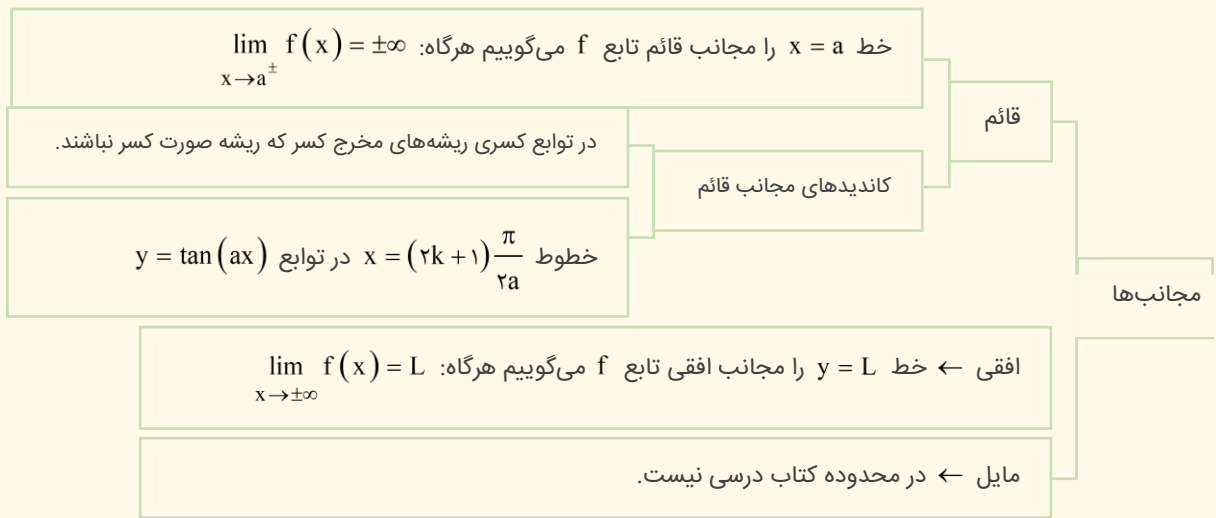 مجانب‌ها
قائم
خط x = a را مجانب قائم تابع f می‌گوییم هرگاه: lim f(x) = ±∞
x→a±
کاندیدهای مجانب قائم
در توابع کسری ریشه‌های مخرج کسر که ریشه صورت کسر نباشند.
خطوط x = (۲k + ۱) π/۲a در توابع y = tan(ax)
افقی ← خط y = L را مجانب افقی تابع f می‌گوییم هرگاه: lim f(x) = L
x→±∞
مایل ← در محدوده کتاب درسی نیست.